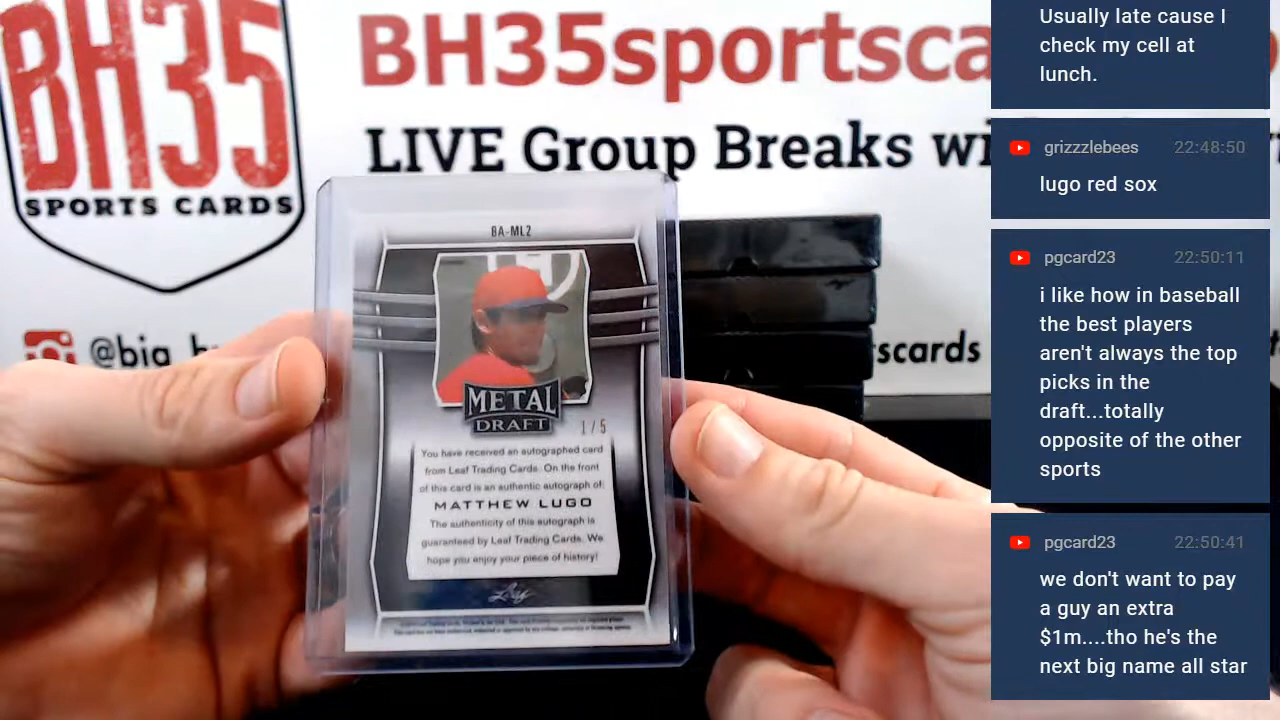 BH35
SPORTS CARDS
BH35sportsca
LIVE Group Breaks wi
@big_b
scards
BA-ML2
METAL
DRAFT
1/5
You have received an autographed card
from Leaf Trading Cards. On the front
of this card is an authentic autograph of:
MATTHEW LUGO
The authenticity of this autograph is
guaranteed by Leaf Trading Cards. We
hope you enjoy your piece of history!
Leaf
Usually late cause I
check my cell at
lunch.
grizzzlebees 22:48:50
lugo red sox
pgcard23 22:50:11
i like how in baseball
the best players
aren't always the top
picks in the
draft...totally
opposite of the other
sports
pgcard23 22:50:41
we don't want to pay
a guy an extra
$1m....tho he's the
next big name all star